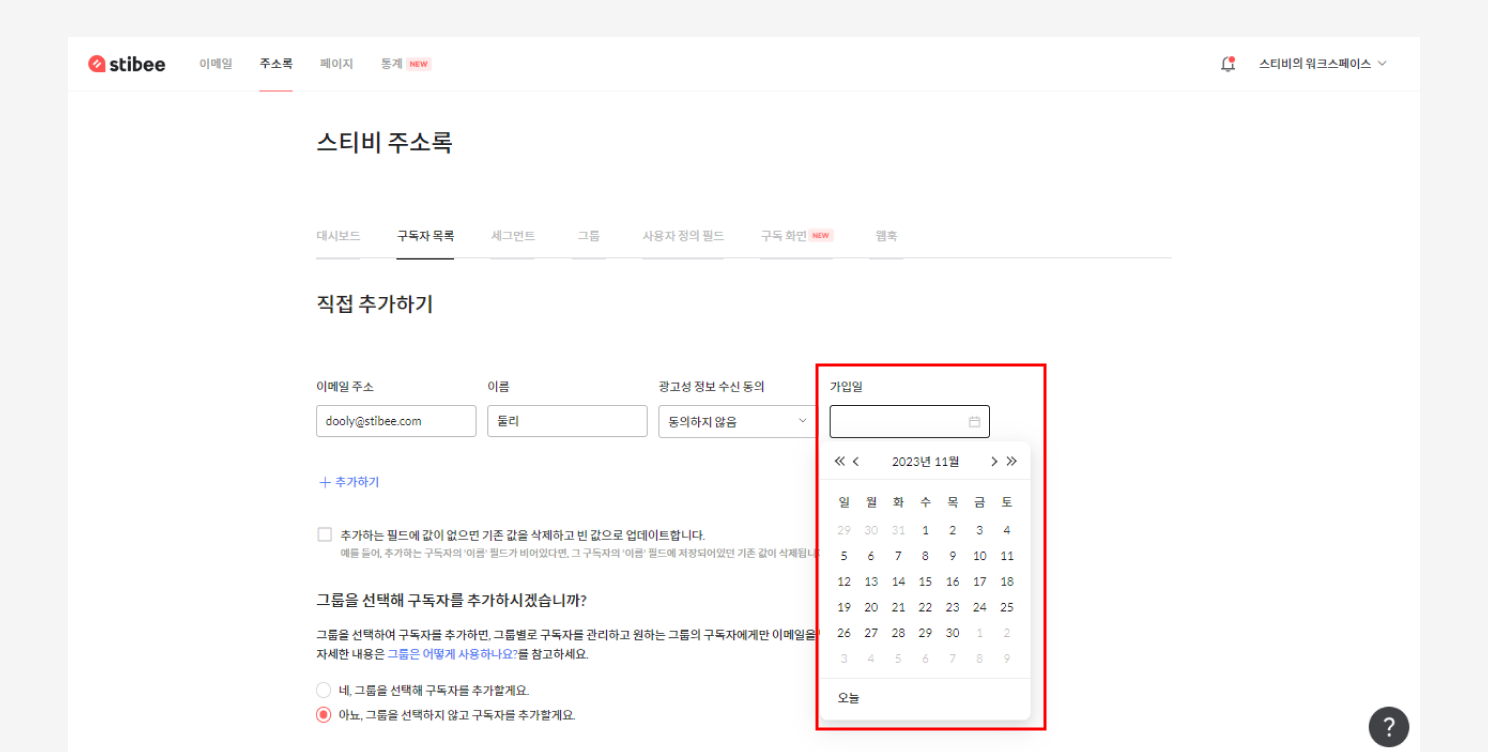 stibee 이메일 주소록 페이지 통계 NEW 스티비의 워크스페이스
스티비 주소록
대시보드 구독자 목록 세그먼트 그룹 사용자 정의 필드 구독 화면 NEW 웹훅
직접 추가하기
이메일 주소 이름 광고성 정보 수신 동의 가입일
dooly@stibee.com 둘리 동의하지 않음
2023년 11월
+ 추가하기
일 월 화 수 목 금 토
29 30 31 1 2 3 4
추가하는 필드에 값이 없으면 기존 값을 삭제하고 빈 값으로 업데이트합니다.
예를 들어, 추가하는 구독자의 '이름' 필드가 비어있다면, 그 구독자의 '이름' 필드에 저장되어있던 기존 값이 삭제됩니
5 6 7 8 9 10 11
12 13 14 15 16 17 18
그룹을 선택해 구독자를 추가하시겠습니까?
19 20 21 22 23 24 25
그룹을 선택하여 구독자를 추가하면, 그룹별로 구독자를 관리하고 원하는 그룹의 구독자에게만 이메일을
26 27 28 29 30 1 2
자세한 내용은 그룹은 어떻게 사용하나요?를 참고하세요.
3 4 5 6 7 8 9
네, 그룹을 선택해 구독자를 추가할게요.
오늘
아뇨, 그룹을 선택하지 않고 구독자를 추가할게요.
?